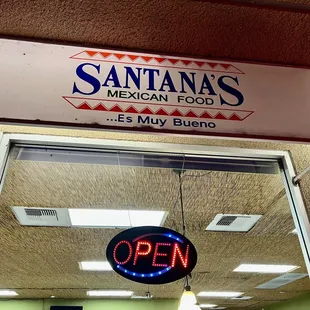 SANTANA'S
MEXICAN FOOD
...Es Muy Bueno
OPEN